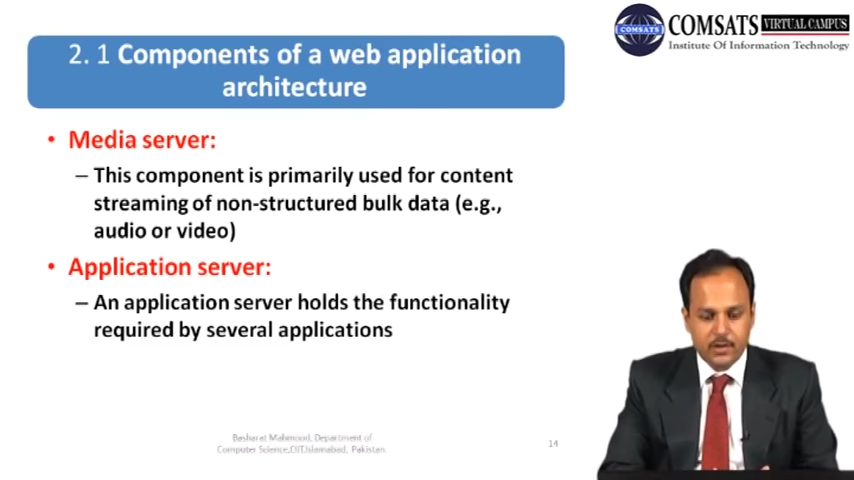 2. 1 Components of a web application
architecture
COMSATS VIRTUAL CAMPUS
COMSATS
Institute Of Information Technology
• Media server:
– This component is primarily used for content
streaming of non-structured bulk data (e.g.,
audio or video)
• Application server:
– An application server holds the functionality
required by several applications
Basharat Mahmood, Department of
Computer Science,CIIT,Islamabad, Pakistan.
14